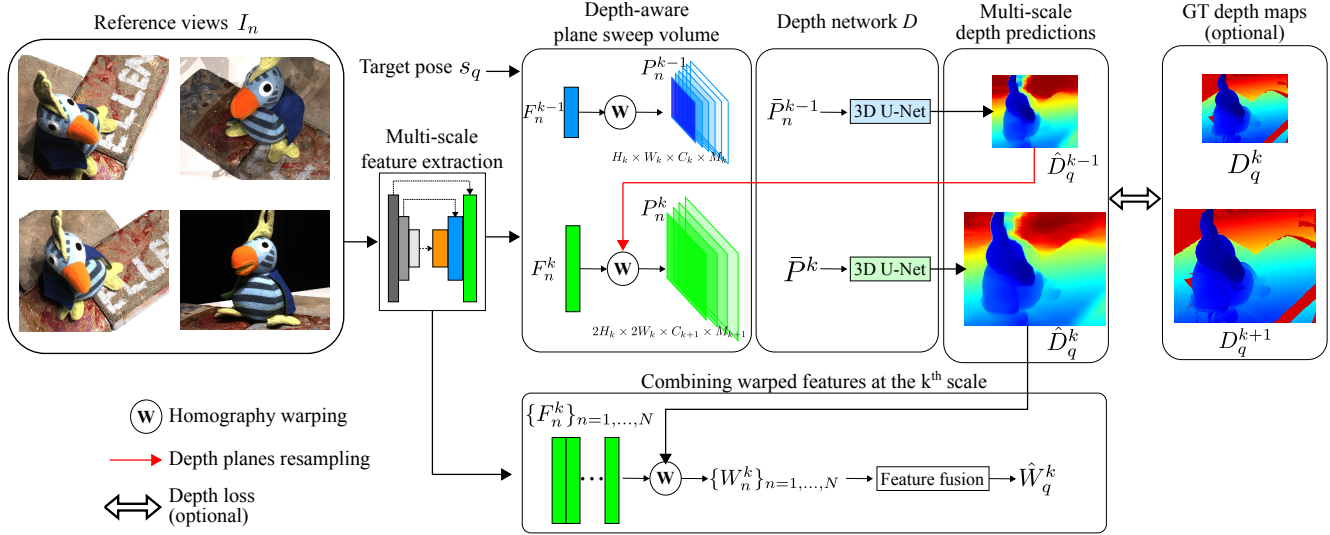 Reference views I_n
Depth-aware
plane sweep volume
Depth network D
Multi-scale
depth predictions
GT depth maps
(optional)
ELLEN
ELLEN
Target pose s_q
F_n^{k-1}
W
P_n^{k-1}
H_k × W_k × C_k × M_k
P̄_n^{k-1}
3D U-Net
D̂_q^{k-1}
D_q^k
Multi-scale
feature extraction
F_n^k
W
P_n^k
2H_k × 2W_k × C_{k+1} × M_{k+1}
P̄^k
3D U-Net
D̂_q^k
D_q^{k+1}
Combining warped features at the k^th scale
{F_n^k}_{n=1,...,N}
...
W
{W_n^k}_{n=1,...,N}
Feature fusion
Ŵ_q^k
W Homography warping
Depth planes resampling
Depth loss
(optional)